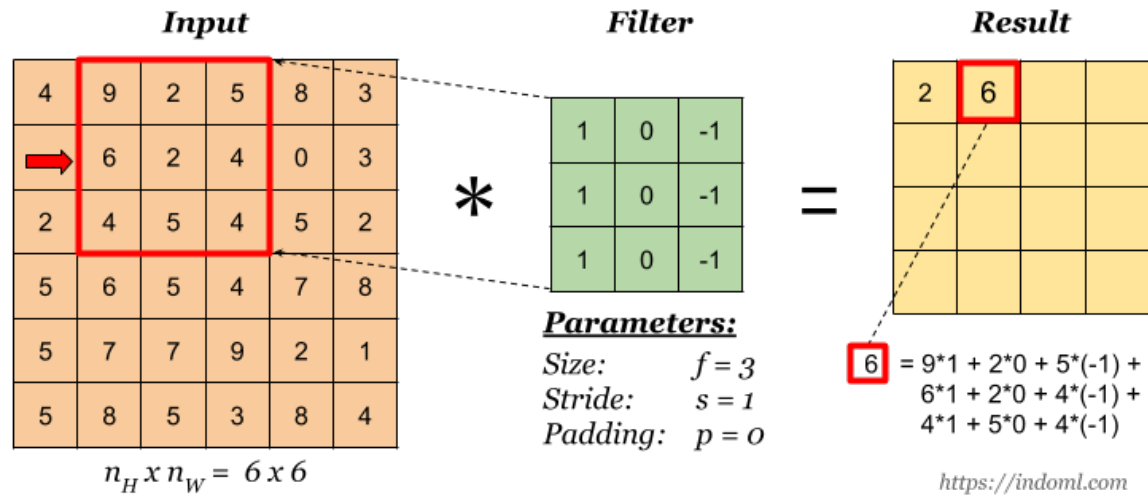 Input
Filter
Result
4 9 2 5 8 3
6 2 4 0 3
2 4 5 4 5 2
5 6 5 4 7 8
5 7 7 9 2 1
5 8 5 3 8 4
n_H x n_W = 6 x 6
*
1 0 -1
1 0 -1
1 0 -1
Parameters:
Size: f = 3
Stride: s = 1
Padding: p = 0
=
2 6
6 = 9*1 + 2*0 + 5*(-1) +
6*1 + 2*0 + 4*(-1) +
4*1 + 5*0 + 4*(-1)
https://indoml.com